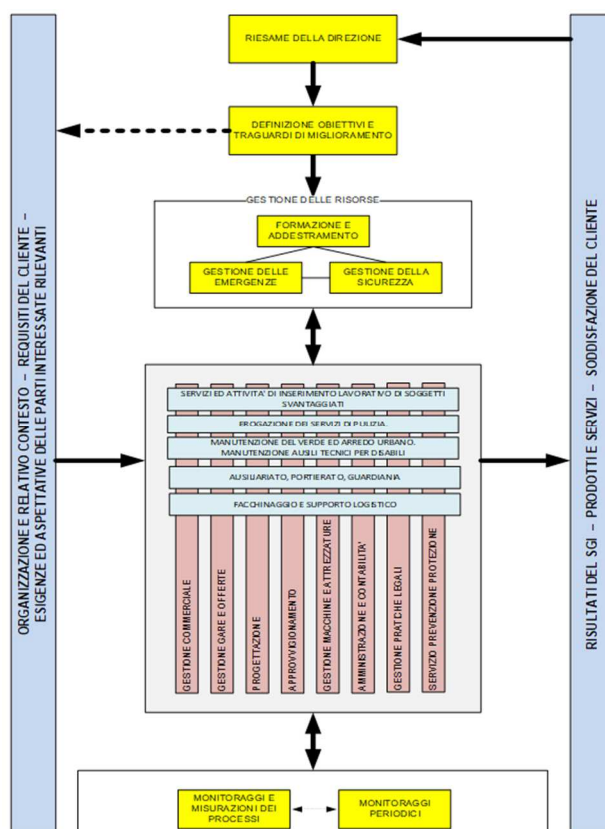 RIESAME DELLA DIREZIONE
DEFINIZIONE OBIETTIVI E
TRAGUARDI DI MIGLIORAMENTO
GESTIONE DELLE RISORSE
FORMAZIONE E
ADDESTRAMENTO
GESTIONE DELLE
EMERGENZE
GESTIONE DELLA
SICUREZZA
ORGANIZZAZIONE E RELATIVO CONTESTO – REQUISITI DEL CLIENTE –
ESIGENZE ED ASPETTATIVE DELLE PARTI INTERESSATE RILEVANTI
SERVIZI ED ATTIVITA' DI INSERIMENTO LAVORATIVO DI SOGGETTI
SVANTAGGIATI
EROGAZIONE DEI SERVIZI DI PULIZIA.
MANUTENZIONE DEL VERDE ED ARREDO URBANO.
MANUTENZIONE AUSILI TECNICI PER DISABILI
AUSILIARIATO, PORTIERATO, GUARDIANIA
FACCHINAGGIO E SUPPORTO LOGISTICO
GESTIONE COMMERCIALE
GESTIONE GARE E OFFERTE
PROGETTAZIONE
APPROVVIGIONAMENTO
GESTIONE MACCHINE E ATTREZZATURE
AMMINISTRAZIONE E CONTABILITA'
GESTIONE PRATICHE LEGALI
SERVIZIO PREVENZIONE PROTEZIONE
RISULTATI DEL SGI – PRODOTTI E SERVIZI – SODDISFAZIONE DEL CLIENTE
MONITORAGGI E
MISURAZIONI DEI
PROCESSI
MONITORAGGI
PERIODICI